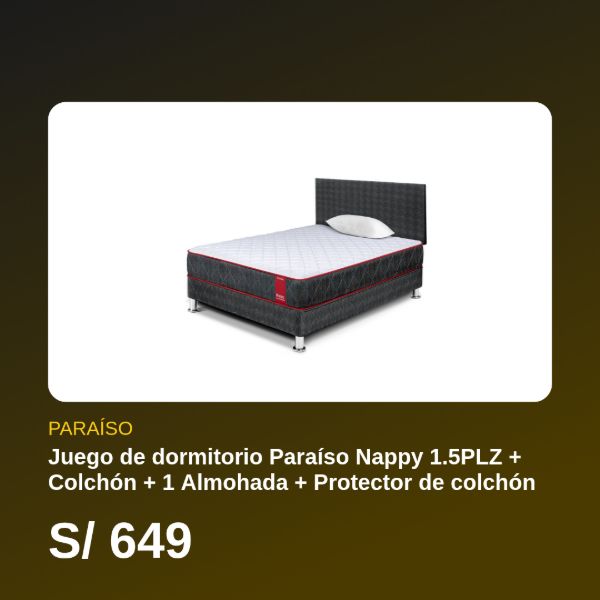 PARAÍSO
Juego de dormitorio Paraíso Nappy 1.5PLZ +
Colchón + 1 Almohada + Protector de colchón
S/ 649